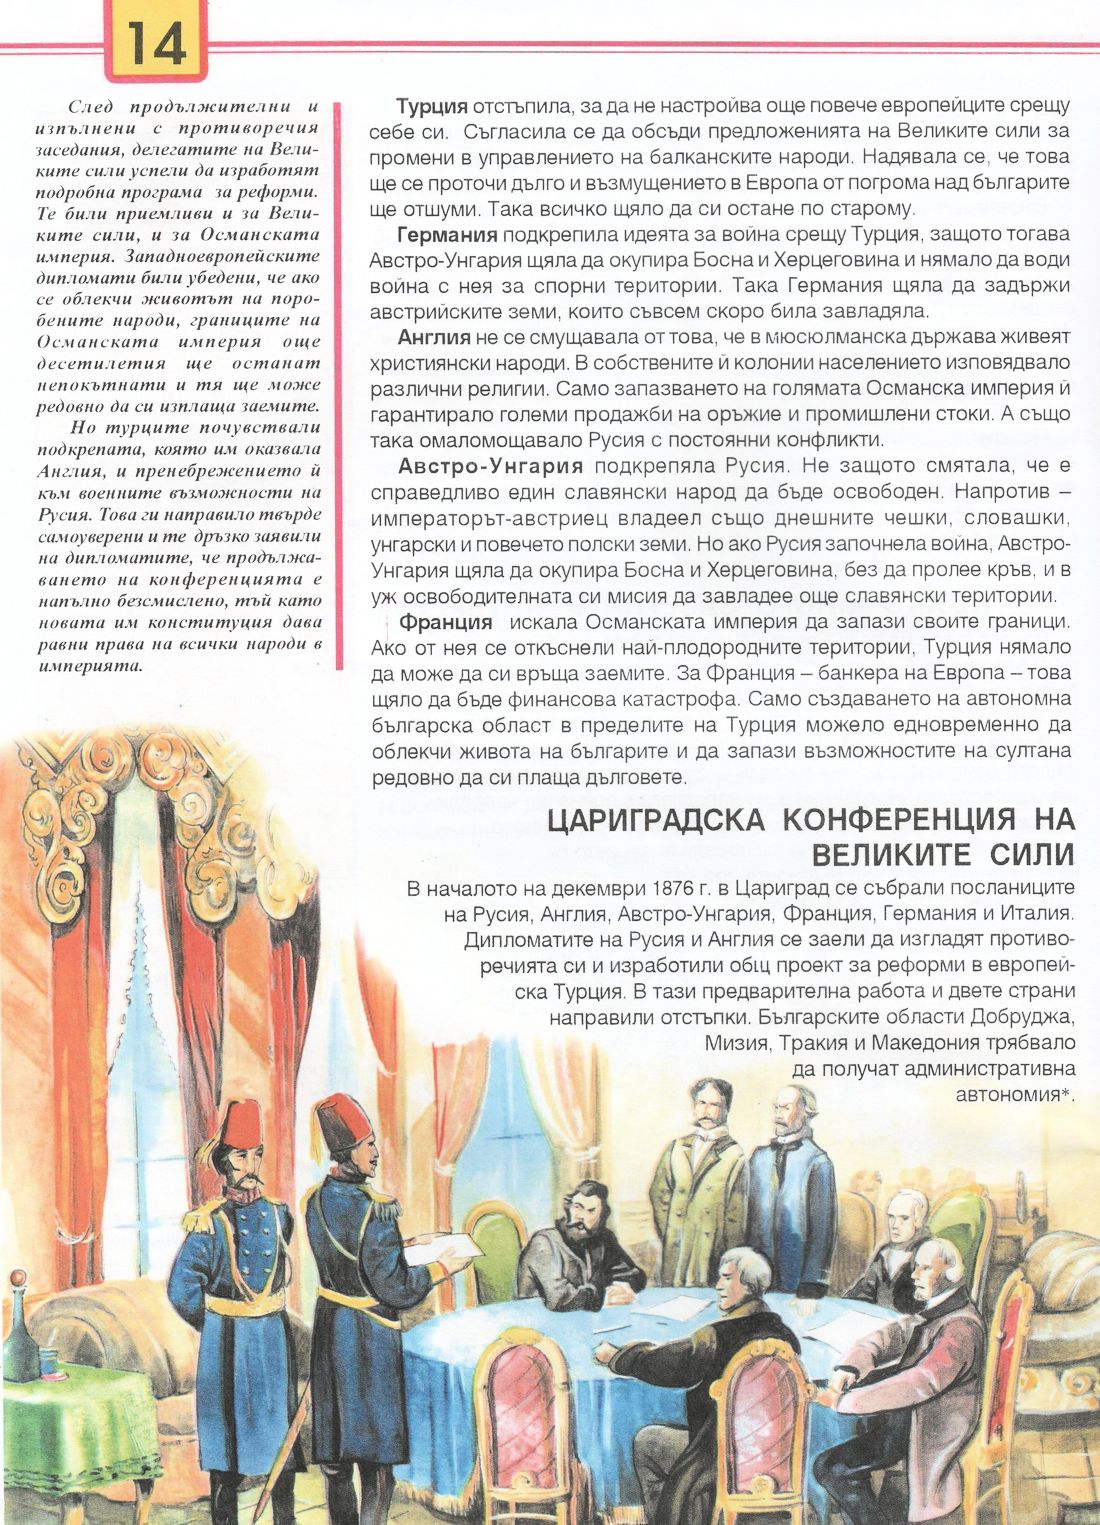 14
След продължителни и
изпълнени с противоречия
заседания, делегатите на Вели-
ките сили успели да изработят
подробна програма за реформи.
Те били приемливи и за Вели-
ките сили, и за Османската
империя. Западноевропейските
дипломати били убедени, че ако
се облекчи животът на поро-
бените народи, границите на
Османската империя още
десетилетия ще останат
непокътнати и тя ще може
редовно да си изплаща заемите.
Но турците почувствали
подкрепата, която им оказвала
Англия, и пренебрежението й
към военните възможности на
Русия. Това ги направило твърде
самоуверени и те дръзко заявили
на дипломатите, че продължа-
ването на конференцията е
напълно безсмислено, тъй като
новата им конституция дава
равни права на всички народи в
империята.
Турция отстъпила, за да не настройва още повече европейците срещу
себе си. Съгласила се да обсъди предложенията на Великите сили за
промени в управлението на балканските народи. Надявала се, че това
ще се проточи дълго и възмущението в Европа от погрома над българите
ще отшуми. Така всичко щяло да си остане по старому.
Германия подкрепила идеята за война срещу Турция, защото тогава
Австро-Унгария щяла да окупира Босна и Херцеговина и нямало да води
война с нея за спорни територии. Така Германия щяла да задържи
австрийските земи, които съвсем скоро била завладяла.
Англия не се смущавала от това, че в мюсюлманска държава живеят
християнски народи. В собствените й колонии населението изповядвало
различни религии. Само запазването на голямата Османска империя й
гарантирало големи продажби на оръжие и промишлени стоки. А също
така омаломощавало Русия с постоянни конфликти.
Австро-Унгария подкрепяла Русия. Не защото смятала, че е
справедливо един славянски народ да бъде освободен. Напротив –
императорът-австриец владеел също днешните чешки, словашки,
унгарски и повечето полски земи. Но ако Русия започнела война, Австро-
Унгария щяла да окупира Босна и Херцеговина, без да пролее кръв, и в
уж освободителната си мисия да завладее още славянски територии.
Франция искала Османската империя да запази своите граници.
Ако от нея се откъснели най-плодородните територии, Турция нямало
да може да си връща заемите. За Франция – банкера на Европа – това
щяло да бъде финансова катастрофа. Само създаването на автономна
българска област в пределите на Турция можело едновременно да
облекчи живота на българите и да запази възможностите на султана
редовно да си плаща дълговете.
ЦАРИГРАДСКА КОНФЕРЕНЦИЯ НА
ВЕЛИКИТЕ СИЛИ
В началото на декември 1876 г. в Цариград се събрали посланиците
на Русия, Англия, Австро-Унгария, Франция, Германия и Италия.
Дипломатите на Русия и Англия се заели да изгладят противо-
речията си и изработили общ проект за реформи в европей-
ска Турция. В тази предварителна работа и двете страни
направили отстъпки. Българските области Добруджа,
Мизия, Тракия и Македония трябвало
да получат административна
автономия*.